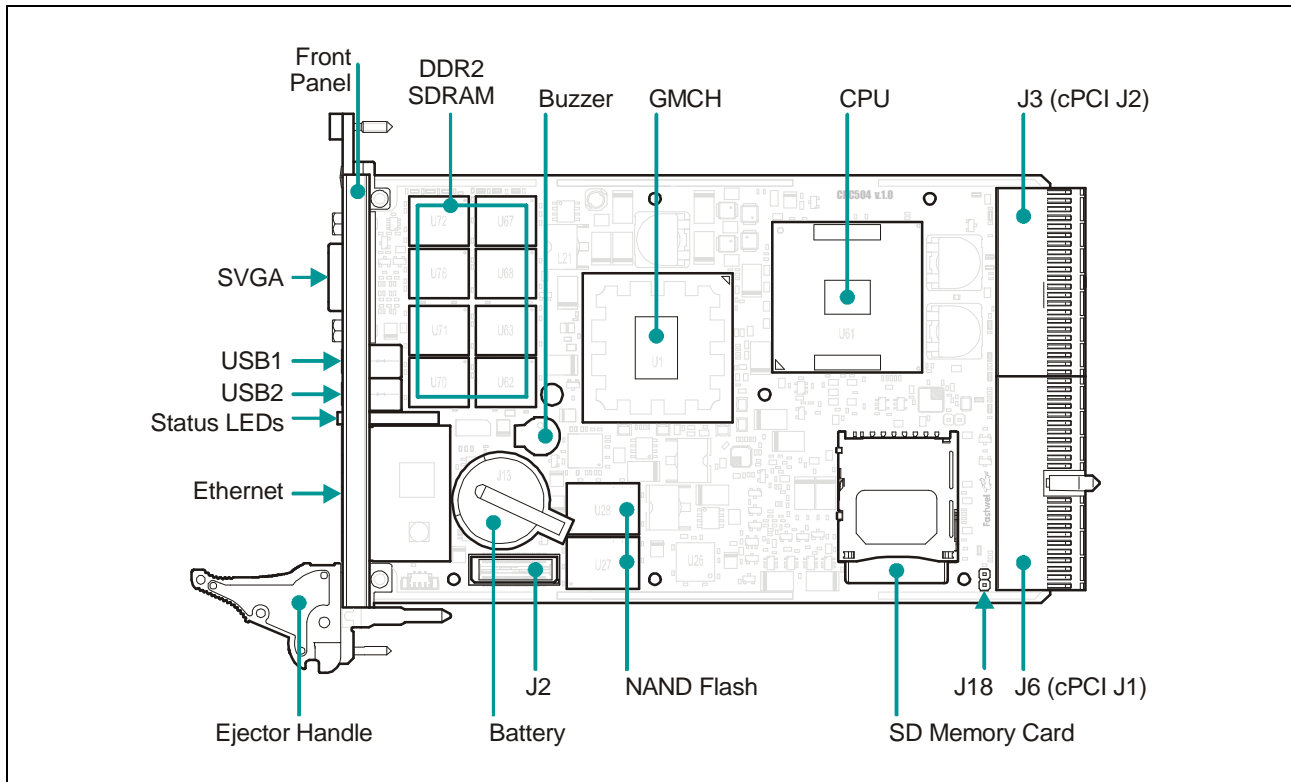 Front
Panel
DDR2
SDRAM
Buzzer
GMCH
CPU
J3 (cPCI J2)
CPC504 v.1.0
U72
U67
U76
U68
U71
U63
U70
U62
U1
U61
SVGA
USB1
USB2
Status LEDs
Ethernet
J13
U28
U27
U26
Fastwel
J2
NAND Flash
J18
J6 (cPCI J1)
Ejector Handle
Battery
SD Memory Card